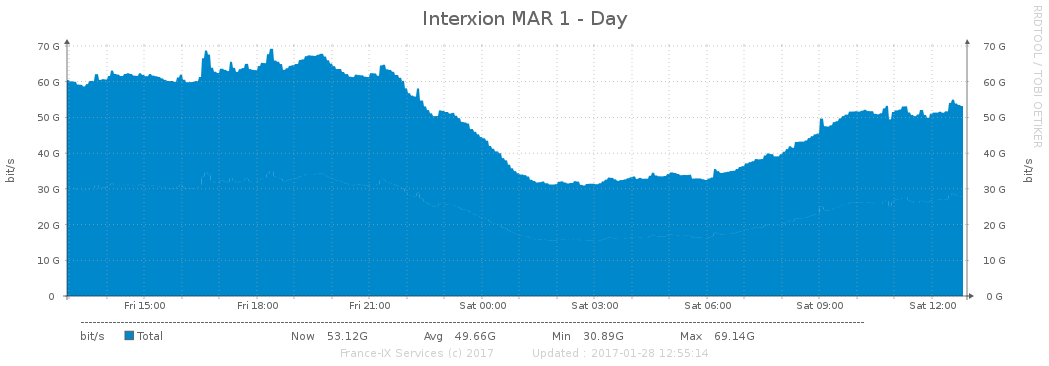 Interxion MAR 1 - Day
RRDTOOL / TOBI OETIKER
70 G 70 G
60 G 60 G
50 G 50 G
40 G 40 G
30 G 30 G
20 G 20 G
10 G 10 G
0 0 G
bit/s bit/s
Fri 15:00 Fri 18:00 Fri 21:00 Sat 00:00 Sat 03:00 Sat 06:00 Sat 09:00 Sat 12:00
bit/s Total Now 53.12G Avg 49.66G Min 30.89G Max 69.14G
France-IX Services (c) 2017 Updated : 2017-01-28 12:55:14